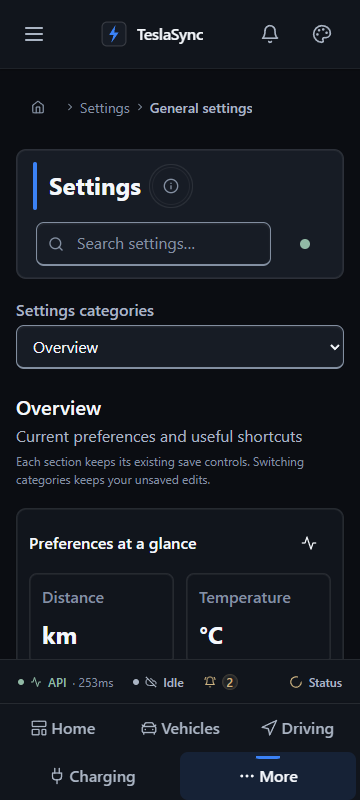 TeslaSync
Settings
General settings
Settings
Search settings...
Settings categories
Overview
Overview
Current preferences and useful shortcuts
Each section keeps its existing save controls. Switching
categories keeps your unsaved edits.
Preferences at a glance
Distance
Temperature
km
°C
API · 253ms
Idle
2
Status
Home
Vehicles
Driving
Charging
More